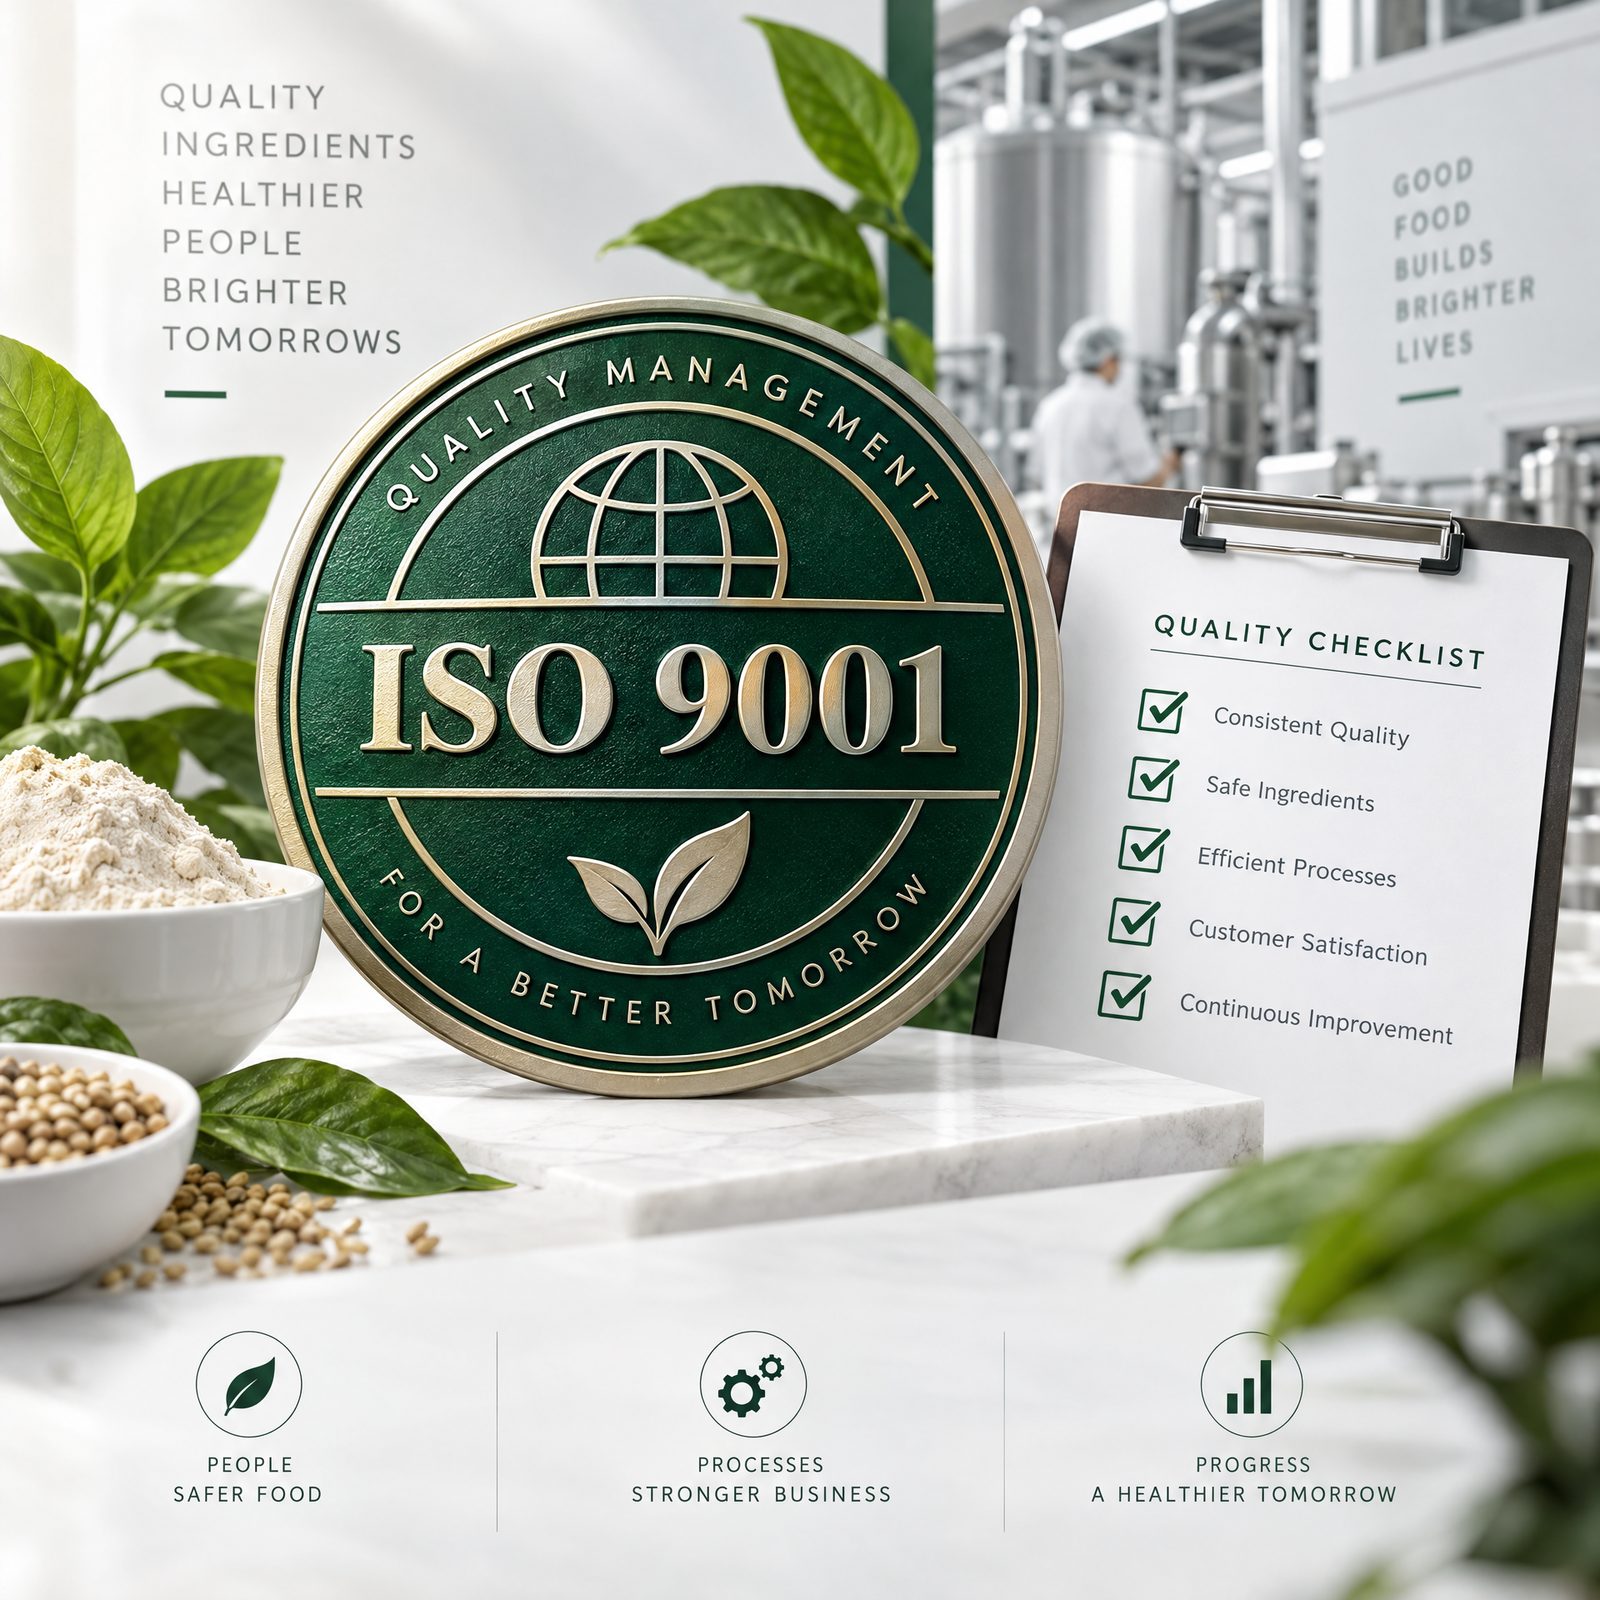 QUALITY
INGREDIENTS
HEALTHIER
PEOPLE
BRIGHTER
TOMORROWS
GOOD
FOOD
BUILDS
BRIGHTER
LIVES
QUALITY MANAGEMENT
ISO 9001
FOR A BETTER TOMORROW
QUALITY CHECKLIST
Consistent Quality
Safe Ingredients
Efficient Processes
Customer Satisfaction
Continuous Improvement
PEOPLE
SAFER FOOD
PROCESSES
STRONGER BUSINESS
PROGRESS
A HEALTHIER TOMORROW